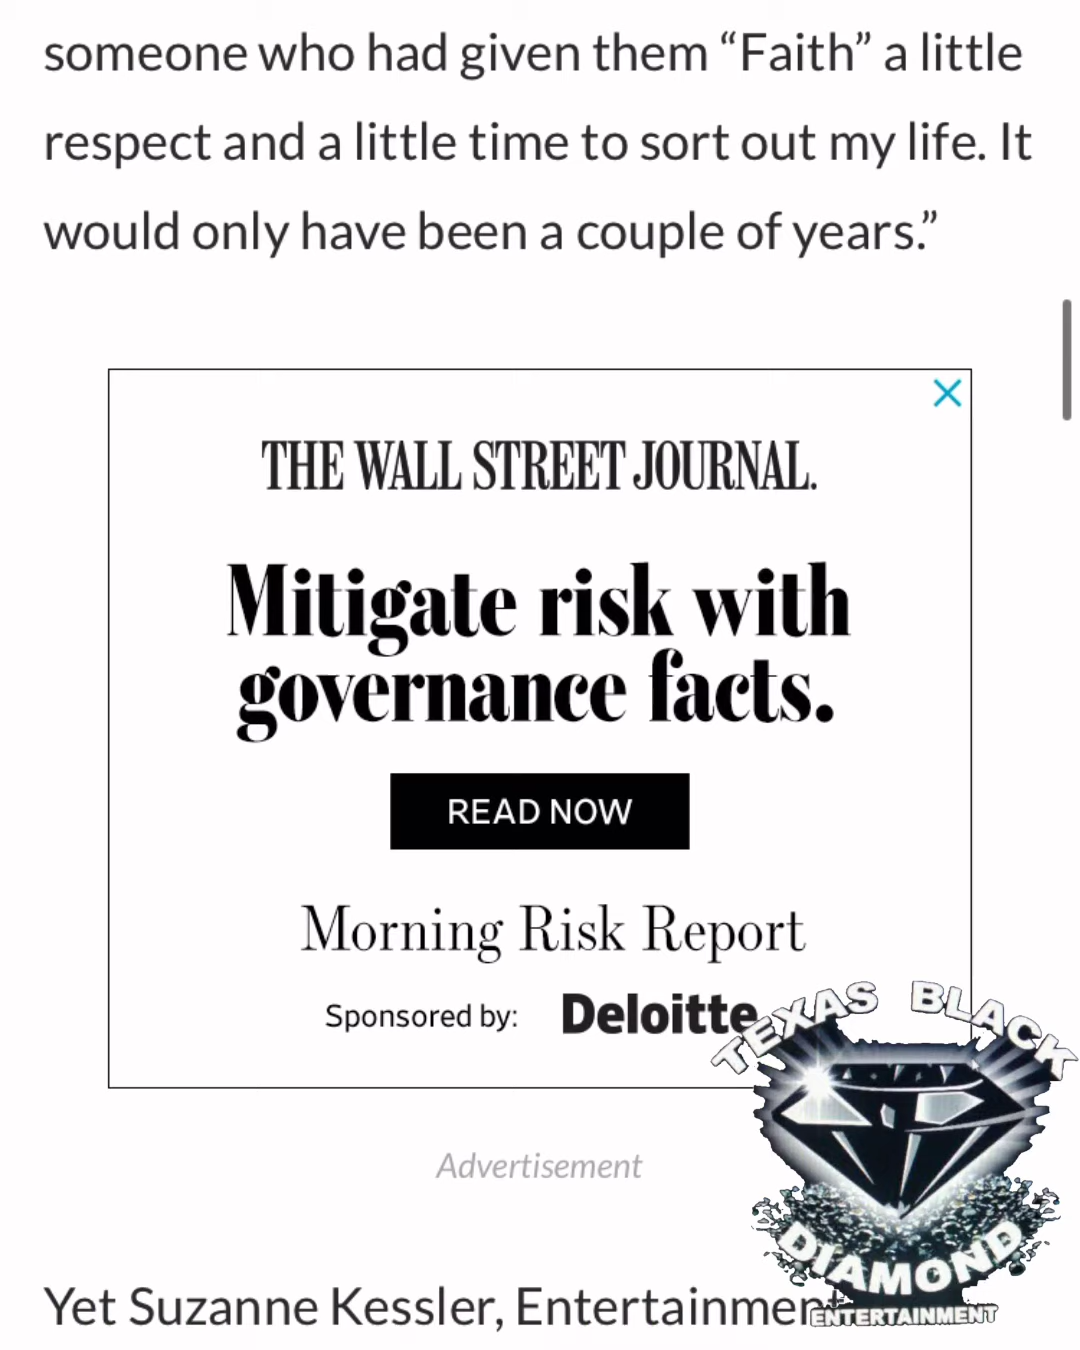 someone who had given them “Faith” a little
respect and a little time to sort out my life. It
would only have been a couple of years.”
THE WALL STREET JOURNAL.
Mitigate risk with
governance facts.
READ NOW
Morning Risk Report
Sponsored by: Deloitte
TEXAS BLACK
DIAMOND
ENTERTAINMENT
Advertisement
Yet Suzanne Kessler, Entertainment